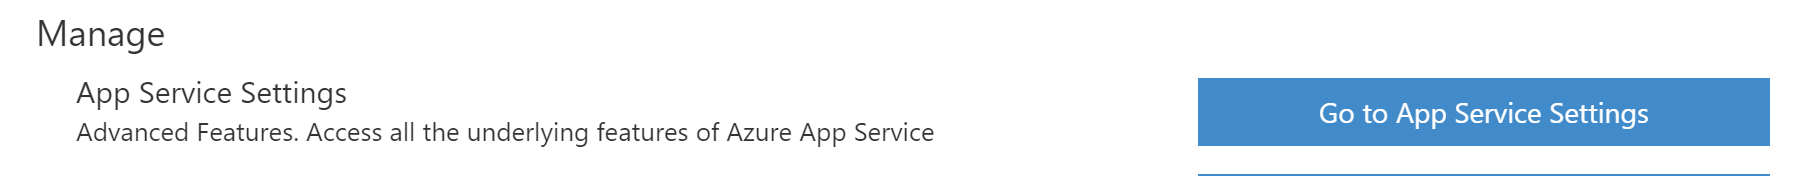 Manage
App Service Settings
Advanced Features. Access all the underlying features of Azure App Service
Go to App Service Settings